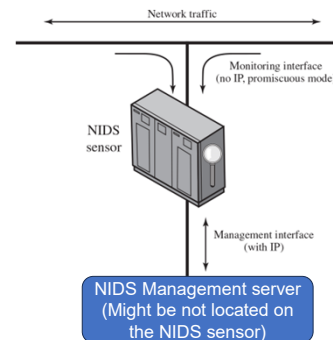 Network traffic
Monitoring interface
(no IP, promiscuous mode
NIDS
sensor
Management interface
(with IP)
NIDS Management server
(Might be not located on
the NIDS sensor)